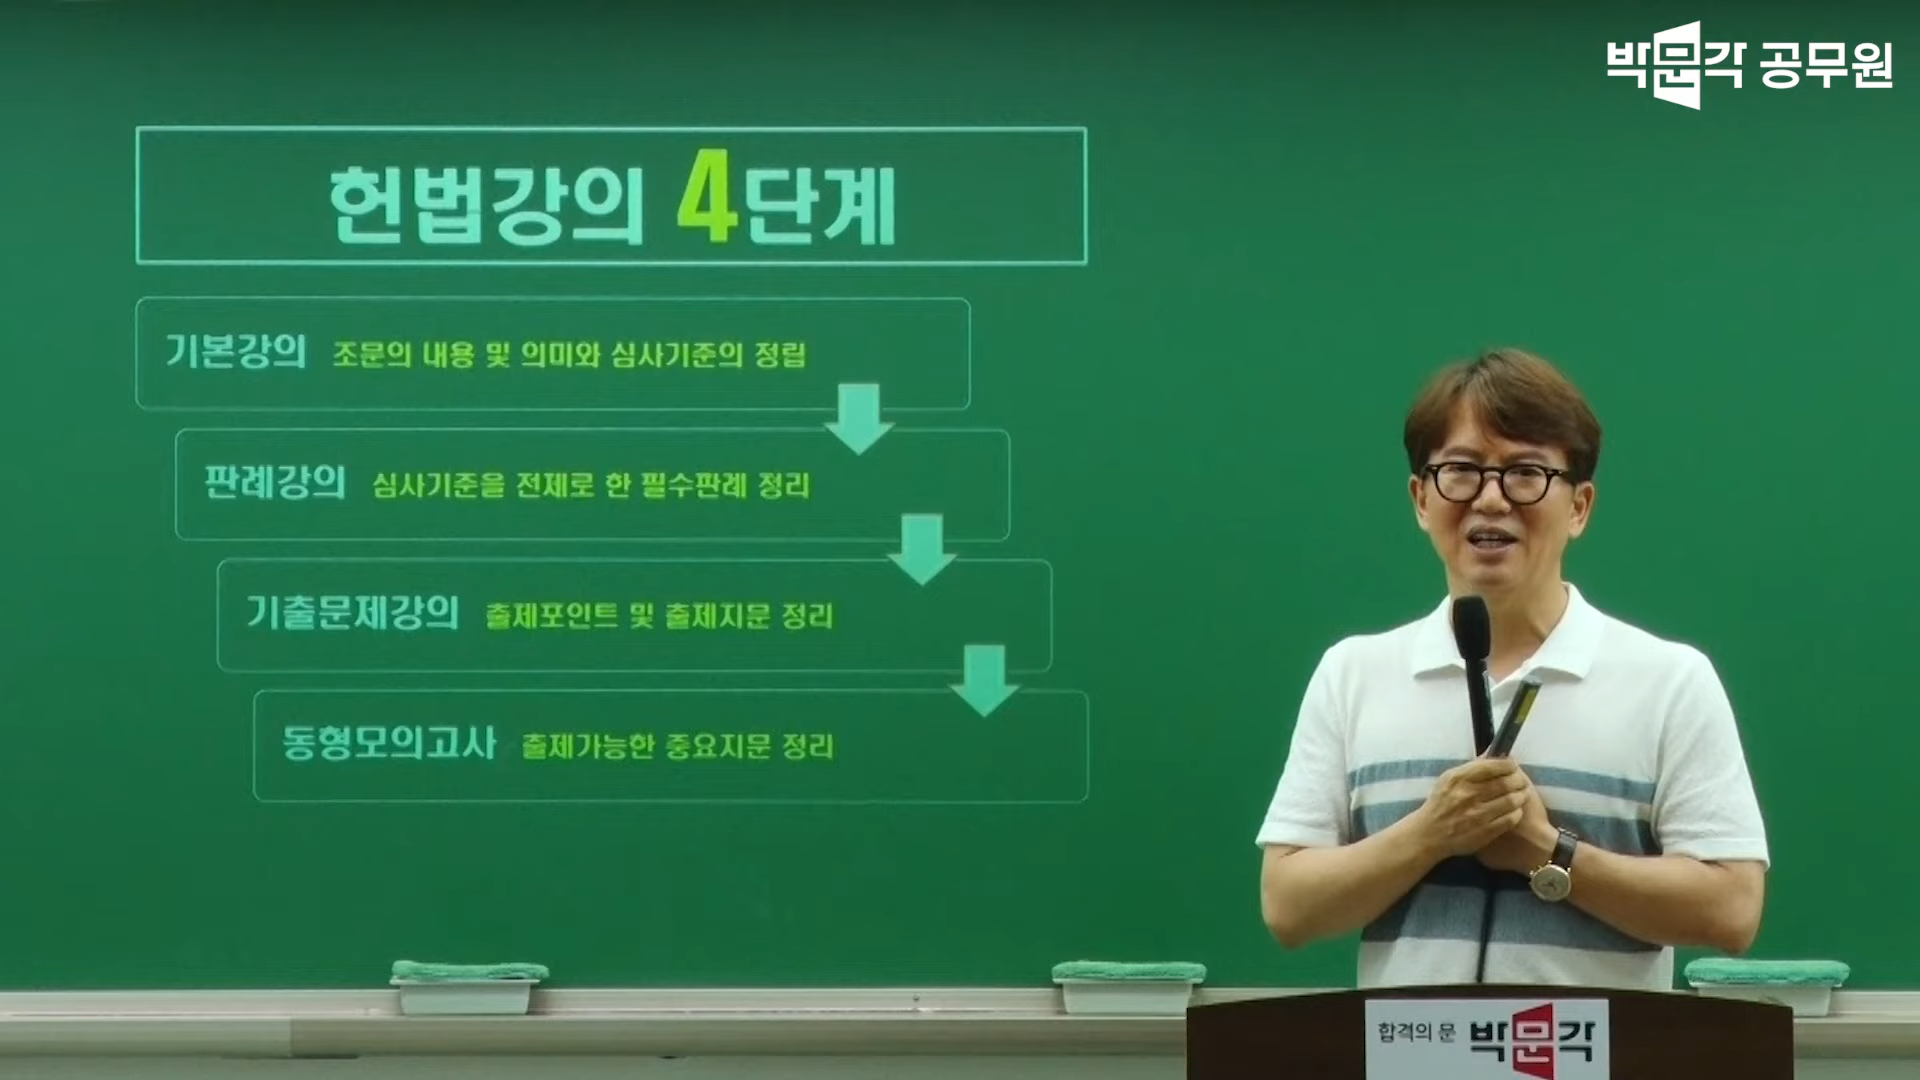 박문각 공무원
헌법강의 4단계
기본강의 조문의 내용 및 의미와 심사기준의 정립
판례강의 심사기준을 전제로 한 필수판례 정리
기출문제강의 출제포인트 및 출제지문 정리
동형모의고사 출제가능한 중요지문 정리
합격의 문 박문각